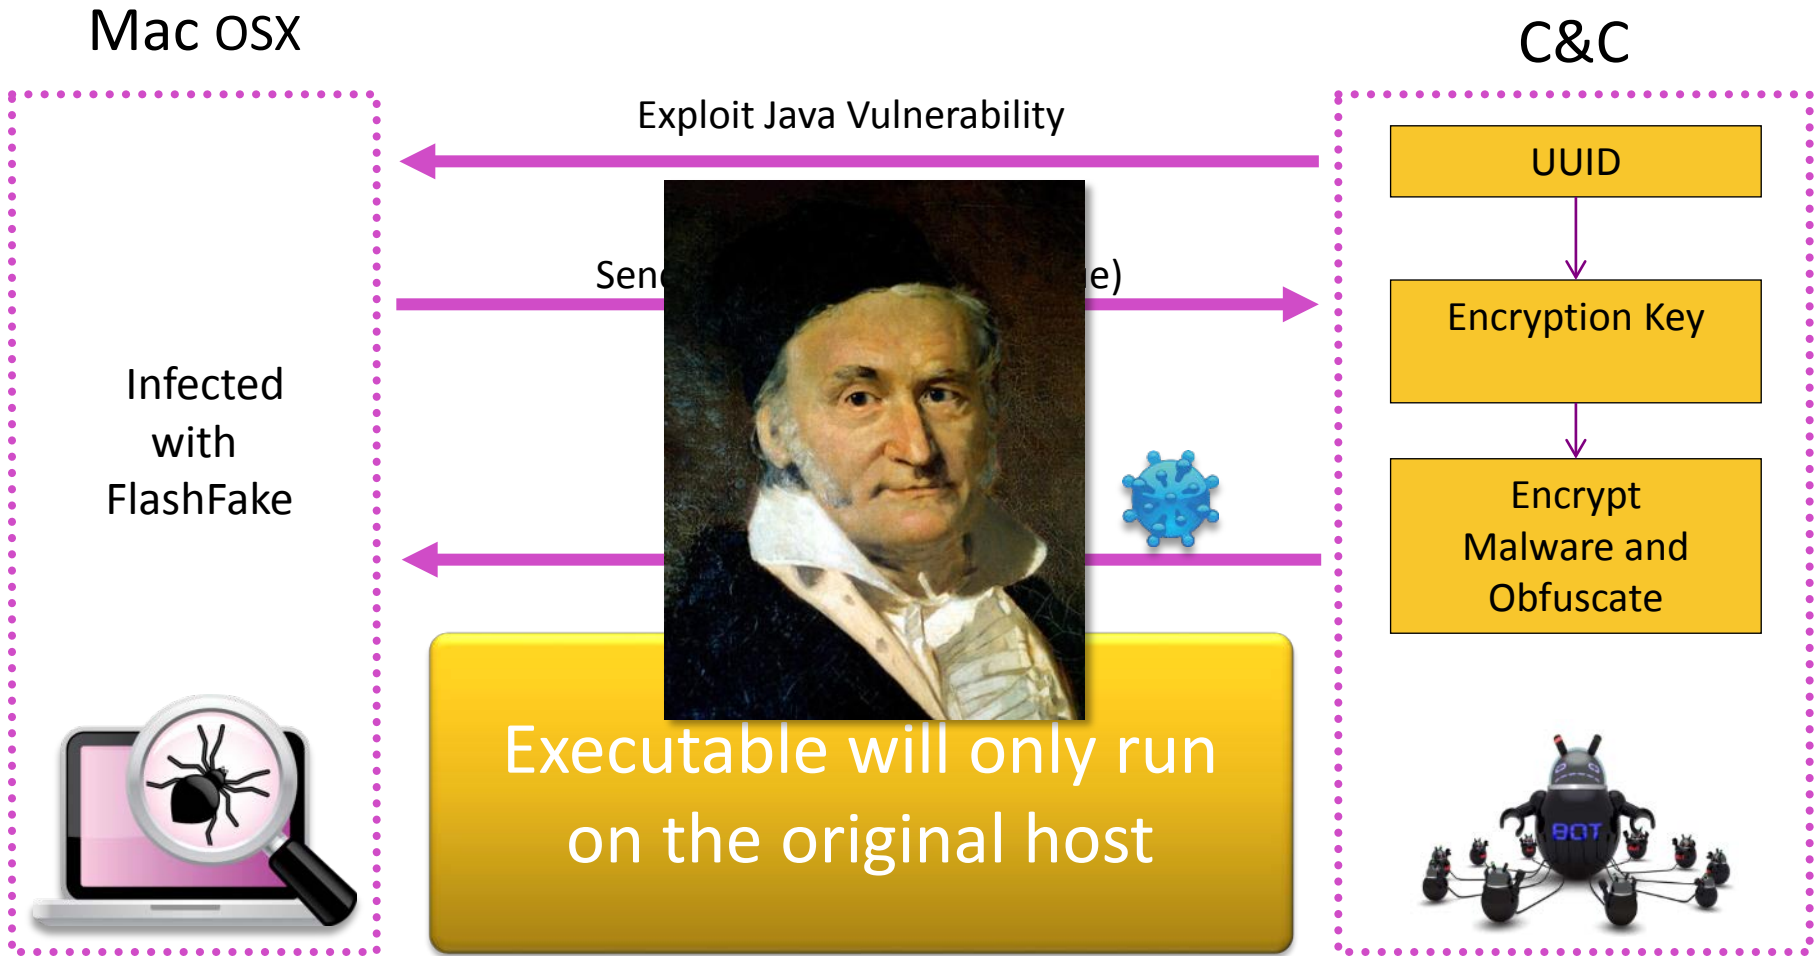 Mac OSX
C&C
Exploit Java Vulnerability
UUID
Encryption Key
Infected
with
FlashFake
Encrypt
Malware and
Obfuscate
Executable will only run
on the original host
BOT